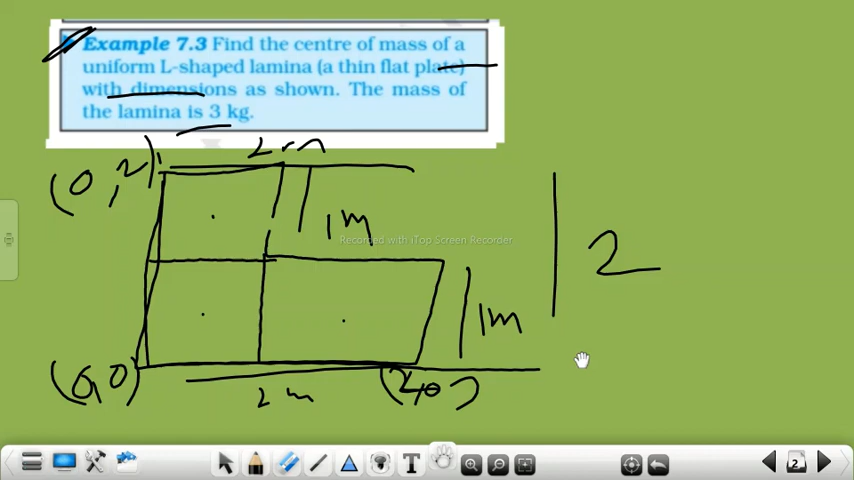 Example 7.3 Find the centre of mass of a
uniform L-shaped lamina (a thin flat plate)
with dimensions as shown. The mass of
the lamina is 3 kg.
2m
(0,2)
1m
Recorded with iTop Screen Recorder
2
1m
(0,0)
(2,0)
2m
2